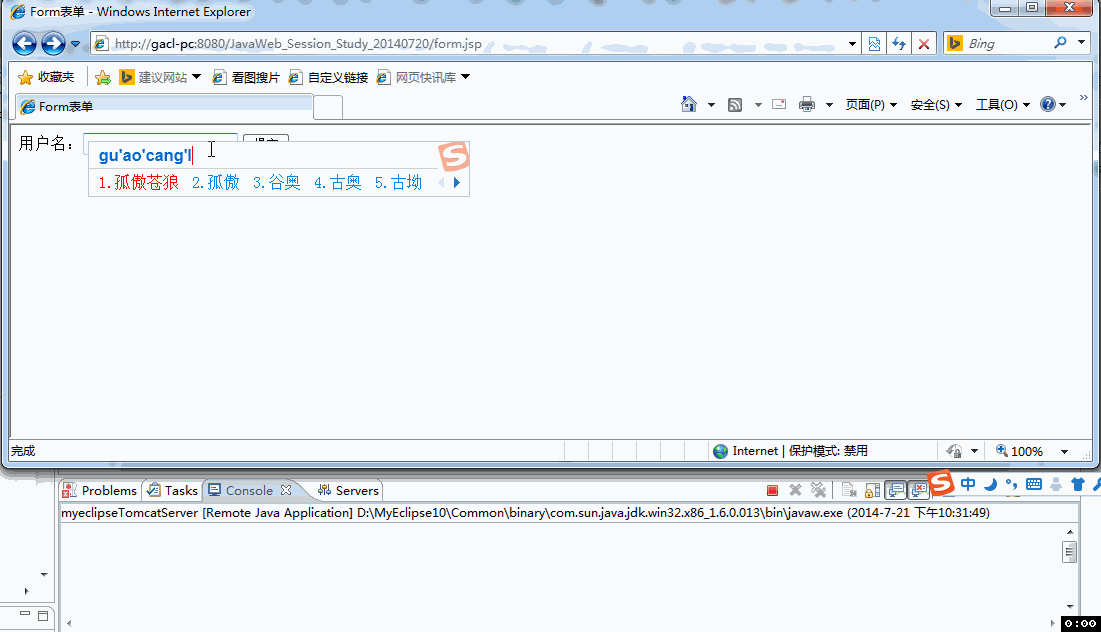 Form表单 - Windows Internet Explorer
http://gacl-pc:8080/JavaWeb_Session_Study_20140720/form.jsp
Bing
收藏夹 建议网站 看图搜片 自定义链接 网页快讯库
Form表单 页面(P) 安全(S) 工具(O)
用户名：
gu'ao'cang'l
1.孤傲苍狼 2.孤傲 3.谷奥 4.古奥 5.古坳
完成 Internet | 保护模式: 禁用 100%
Problems Tasks Console Servers
中
myeclipseTomcatServer [Remote Java Application] D:\MyEclipse10\Common\binary\com.sun.java.jdk.win32.x86_1.6.0.013\bin\javaw.exe (2014-7-21 下午10:31:49)
0:00